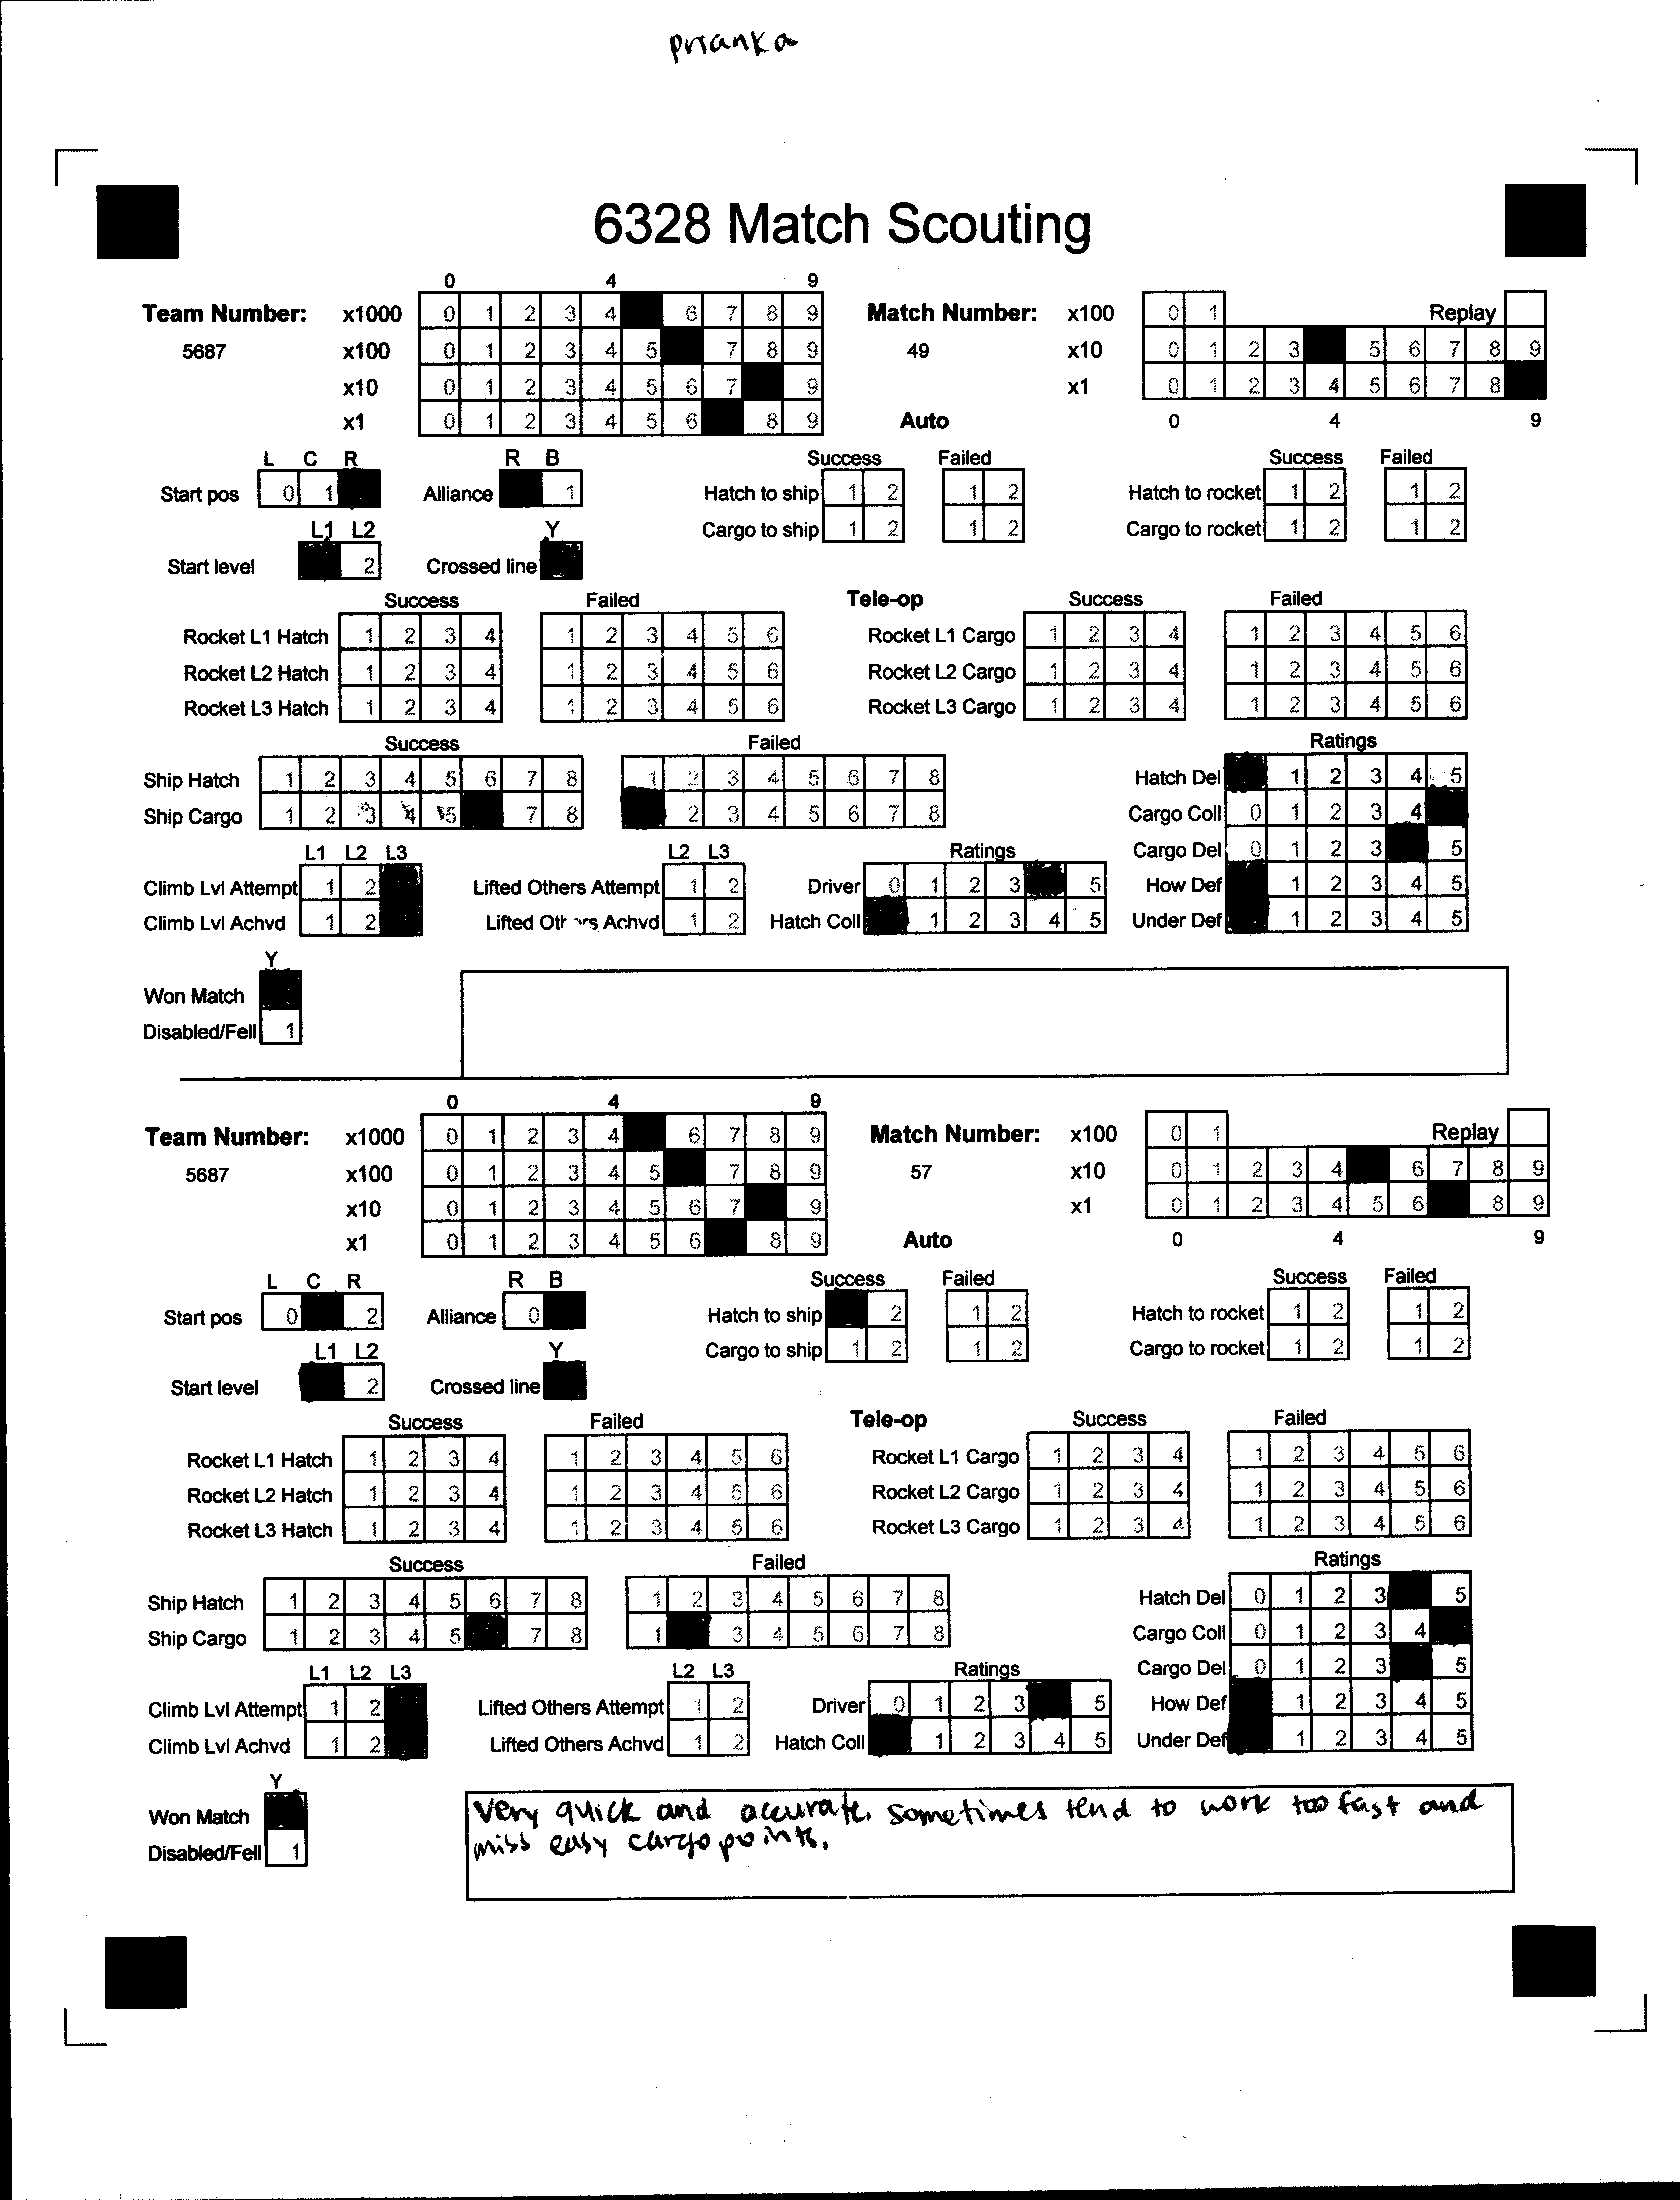 prianka
6328 Match Scouting
0 4 9
Team Number: x1000 0 1 2 3 4 6 7 8 9 Match Number: x100 0 1 Replay
5687 x100 0 1 2 3 4 5 7 8 9 49 x10 0 1 2 3 5 6 7 8 9
x10 0 1 2 3 4 5 6 7 9 x1 0 1 2 3 4 5 6 7 8
x1 0 1 2 3 4 5 6 8 9 Auto 0 4 9
L C R R B Success Failed Success Failed
Start pos 0 1 Alliance 1 Hatch to ship 1 2 1 2 Hatch to rocket 1 2 1 2
L1 L2 Y Cargo to ship 1 2 1 2 Cargo to rocket 1 2 1 2
Start level 2 Crossed line
Success Failed Tele-op Success Failed
Rocket L1 Hatch 1 2 3 4 1 2 3 4 5 6 Rocket L1 Cargo 1 2 3 4 1 2 3 4 5 6
Rocket L2 Hatch 1 2 3 4 1 2 3 4 5 6 Rocket L2 Cargo 1 2 3 4 1 2 3 4 5 6
Rocket L3 Hatch 1 2 3 4 1 2 3 4 5 6 Rocket L3 Cargo 1 2 3 4 1 2 3 4 5 6
Success Failed Ratings
Ship Hatch 1 2 3 4 5 6 7 8 1 2 3 4 5 6 7 8 Hatch Del 1 2 3 4 5
Ship Cargo 1 2 3 4 5 7 8 2 3 4 5 6 7 8 Cargo Coll 0 1 2 3 4
L1 L2 L3 L2 L3 Ratings Cargo Del 0 1 2 3 5
Climb Lvl Attempt 1 2 Lifted Others Attempt 1 2 Driver 0 1 2 3 5 How Def 1 2 3 4 5
Climb Lvl Achvd 1 2 Lifted Others Achvd 1 2 Hatch Coll 1 2 3 4 5 Under Def 1 2 3 4 5
Y
Won Match
Disabled/Fell 1
0 4 9
Team Number: x1000 0 1 2 3 4 6 7 8 9 Match Number: x100 0 1 Replay
5687 x100 0 1 2 3 4 5 7 8 9 57 x10 0 1 2 3 4 6 7 8 9
x10 0 1 2 3 4 5 6 7 9 x1 0 1 2 3 4 5 6 8 9
x1 0 1 2 3 4 5 6 8 9 Auto 0 4 9
L C R R B Success Failed Success Failed
Start pos 0 2 Alliance 0 Hatch to ship 2 1 2 Hatch to rocket 1 2 1 2
L1 L2 Y Cargo to ship 1 2 1 2 Cargo to rocket 1 2 1 2
Start level 2 Crossed line
Success Failed Tele-op Success Failed
Rocket L1 Hatch 1 2 3 4 1 2 3 4 5 6 Rocket L1 Cargo 1 2 3 4 1 2 3 4 5 6
Rocket L2 Hatch 1 2 3 4 1 2 3 4 5 6 Rocket L2 Cargo 1 2 3 4 1 2 3 4 5 6
Rocket L3 Hatch 1 2 3 4 1 2 3 4 5 6 Rocket L3 Cargo 1 2 3 4 1 2 3 4 5 6
Success Failed Ratings
Ship Hatch 1 2 3 4 5 6 7 8 1 2 3 4 5 6 7 8 Hatch Del 0 1 2 3 5
Ship Cargo 1 2 3 4 5 7 8 1 3 4 5 6 7 8 Cargo Coll 0 1 2 3 4
L1 L2 L3 L2 L3 Ratings Cargo Del 0 1 2 3 5
Climb Lvl Attempt 1 2 Lifted Others Attempt 1 2 Driver 0 1 2 3 5 How Def 1 2 3 4 5
Climb Lvl Achvd 1 2 Lifted Others Achvd 1 2 Hatch Coll 1 2 3 4 5 Under Def 1 2 3 4 5
Y
Won Match
Disabled/Fell 1
Very quick and accurate. sometimes tend to work too fast and
miss easy cargo points.